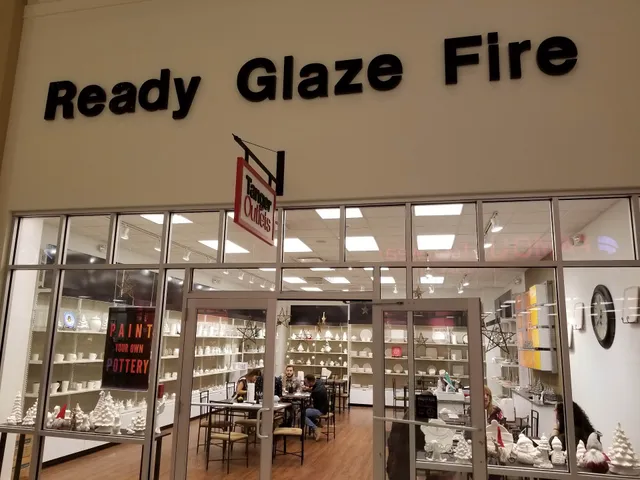 Ready Glaze Fire
Tanger
Outlets
PAINT
YOUR OWN
POTTERY